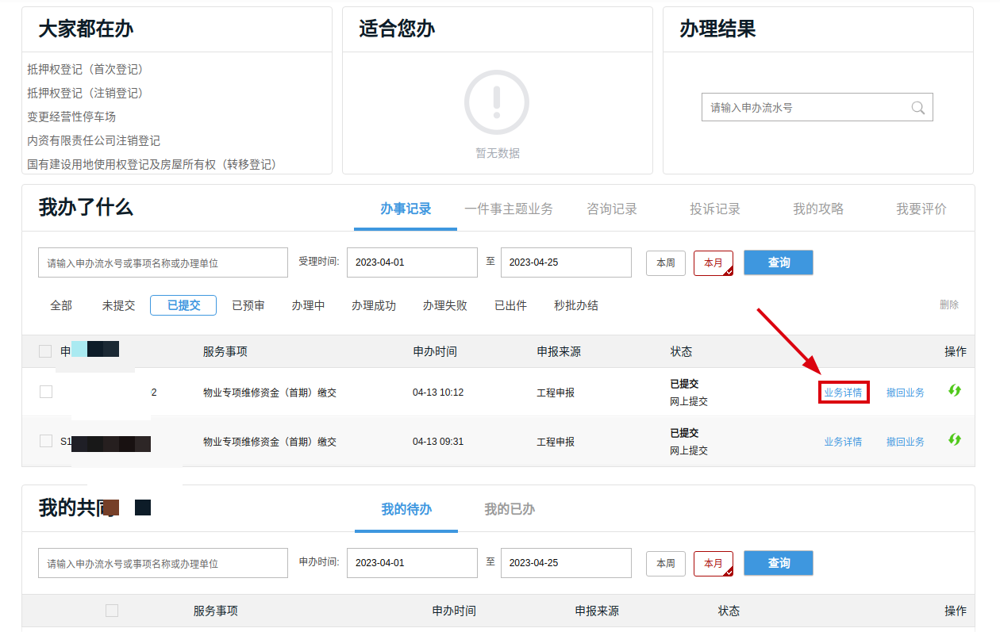 大家都在办
适合您办
办理结果
抵押权登记（首次登记）
抵押权登记（注销登记）
变更经营性停车场
内资有限责任公司注销登记
国有建设用地使用权登记及房屋所有权（转移登记）
暂无数据
请输入申办流水号
我办了什么
办事记录 一件事主题业务 咨询记录 投诉记录 我的攻略 我要评价
请输入申办流水号或事项名称或办理单位 受理时间: 2023-04-01 至 2023-04-25 本周 本月 查询
全部 未提交 已提交 已预审 办理中 办理成功 办理失败 已出件 秒批办结 删除
申 服务事项 申办时间 申报来源 状态 操作
2 物业专项维修资金（首期）缴交 04-13 10:12 工程申报 已提交 业务详情 撤回业务
网上提交
S1 物业专项维修资金（首期）缴交 04-13 09:31 工程申报 已提交 业务详情 撤回业务
网上提交
我的共同
我的待办 我的已办
请输入申办流水号或事项名称或办理单位 申办时间: 2023-04-01 至 2023-04-25 本周 本月 查询
服务事项 申办时间 申报来源 状态 操作